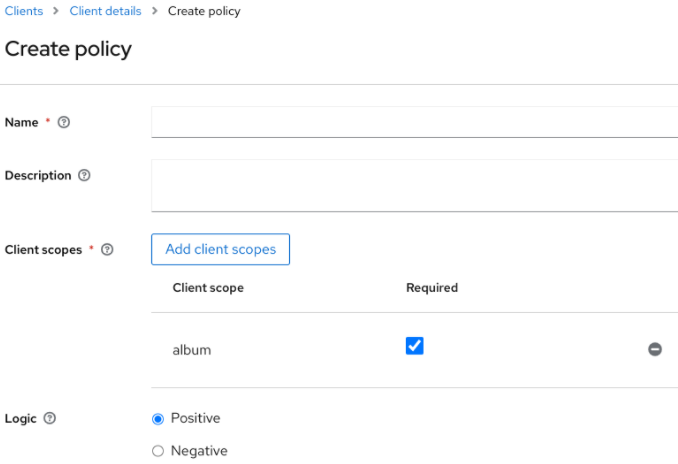 Clients > Client details > Create policy
Create policy
Name *
Description
Client scopes * Add client scopes
Client scope Required
album
Logic Positive
Negative